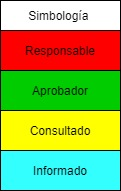 Simbología
Responsable
Aprobador
Consultado
Informado